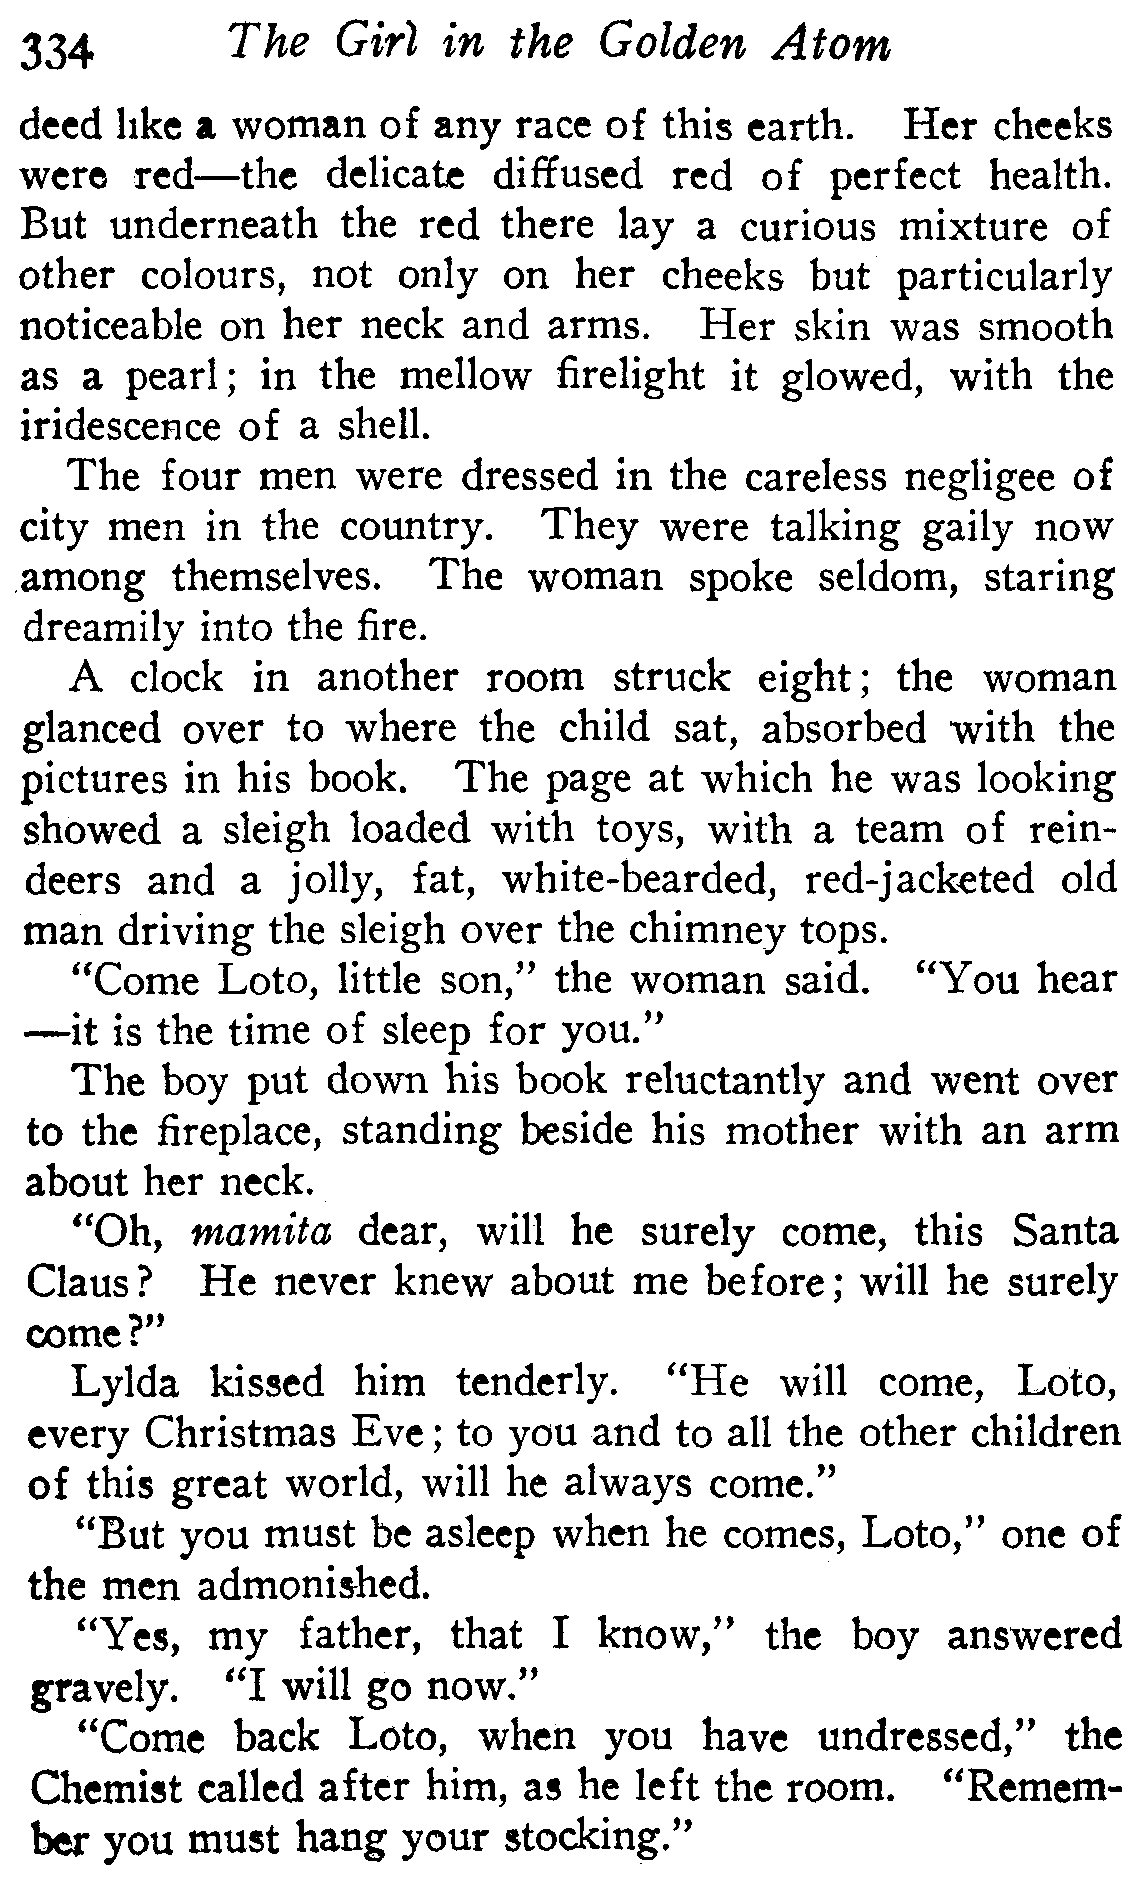 334 The Girl in the Golden Atom
deed like a woman of any race of this earth. Her cheeks
were red—the delicate diffused red of perfect health.
But underneath the red there lay a curious mixture of
other colours, not only on her cheeks but particularly
noticeable on her neck and arms. Her skin was smooth
as a pearl; in the mellow firelight it glowed, with the
iridescence of a shell.
The four men were dressed in the careless negligee of
city men in the country. They were talking gaily now
among themselves. The woman spoke seldom, staring
dreamily into the fire.
A clock in another room struck eight; the woman
glanced over to where the child sat, absorbed with the
pictures in his book. The page at which he was looking
showed a sleigh loaded with toys, with a team of rein-
deers and a jolly, fat, white-bearded, red-jacketed old
man driving the sleigh over the chimney tops.
"Come Loto, little son," the woman said. "You hear
—it is the time of sleep for you."
The boy put down his book reluctantly and went over
to the fireplace, standing beside his mother with an arm
about her neck.
"Oh, mamita dear, will he surely come, this Santa
Claus? He never knew about me before; will he surely
come?"
Lylda kissed him tenderly. "He will come, Loto,
every Christmas Eve; to you and to all the other children
of this great world, will he always come."
"But you must be asleep when he comes, Loto," one of
the men admonished.
"Yes, my father, that I know," the boy answered
gravely. "I will go now."
"Come back Loto, when you have undressed," the
Chemist called after him, as he left the room. "Remem-
ber you must hang your stocking."